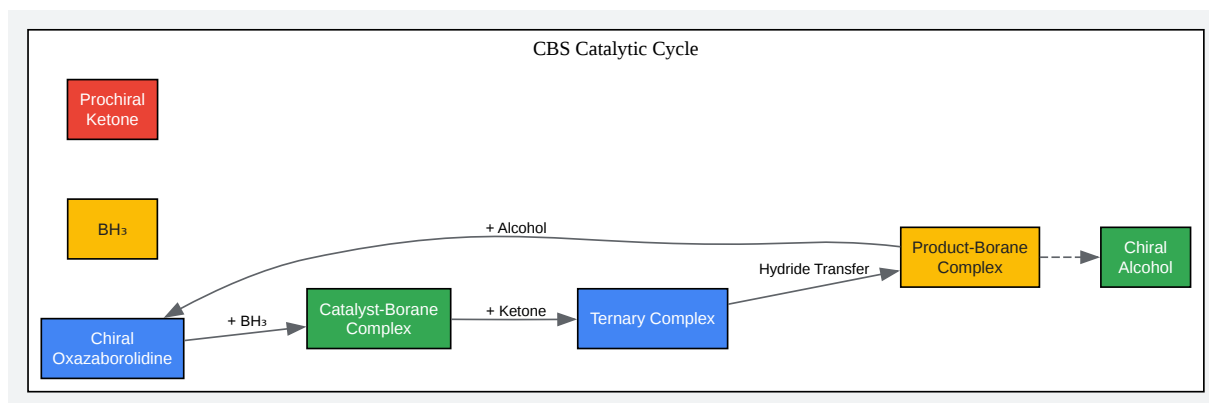 CBS Catalytic Cycle
Prochiral
Ketone
BH₃
+ Alcohol
Product-Borane
Complex
Chiral
Alcohol
Hydride Transfer
Catalyst-Borane
Complex
+ Ketone
Ternary Complex
+ BH₃
Chiral
Oxazaborolidine